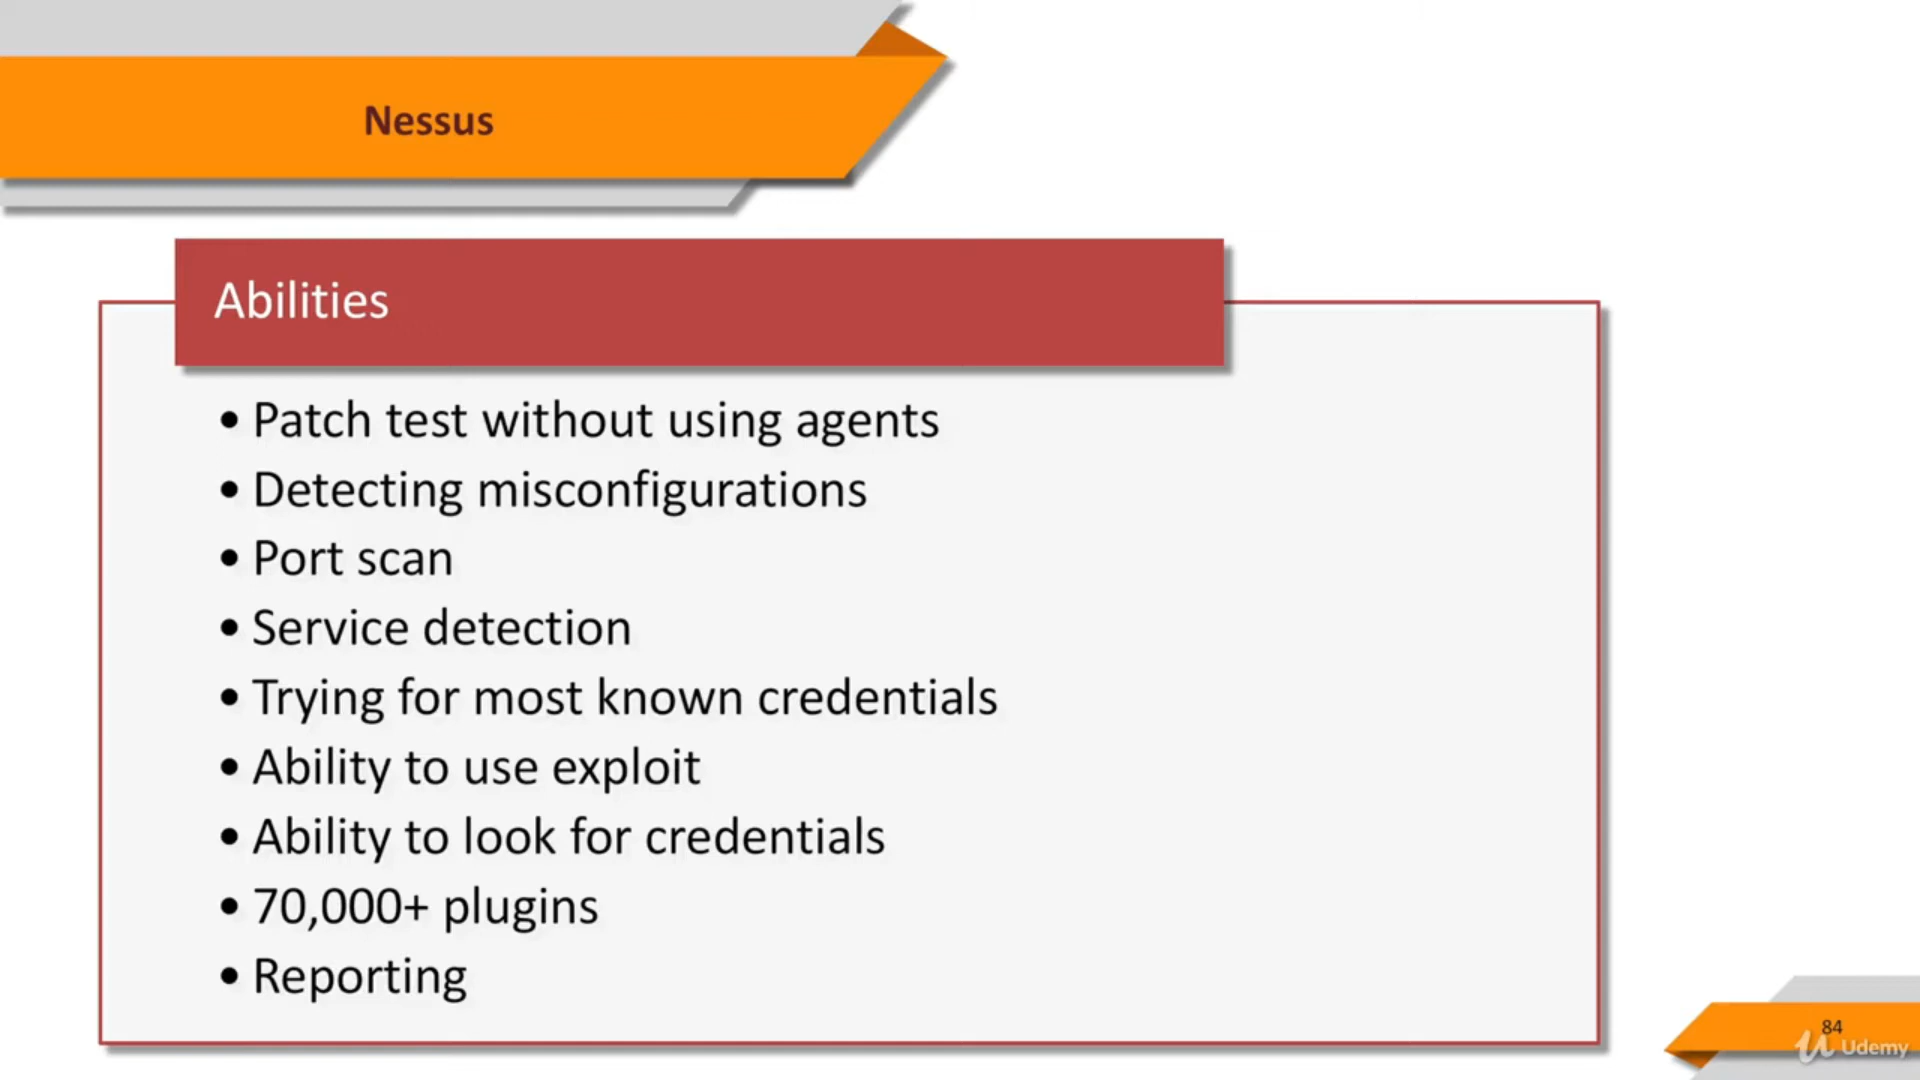 Nessus
Abilities
• Patch test without using agents
• Detecting misconfigurations
• Port scan
• Service detection
• Trying for most known credentials
• Ability to use exploit
• Ability to look for credentials
• 70,000+ plugins
• Reporting
84
Udemy